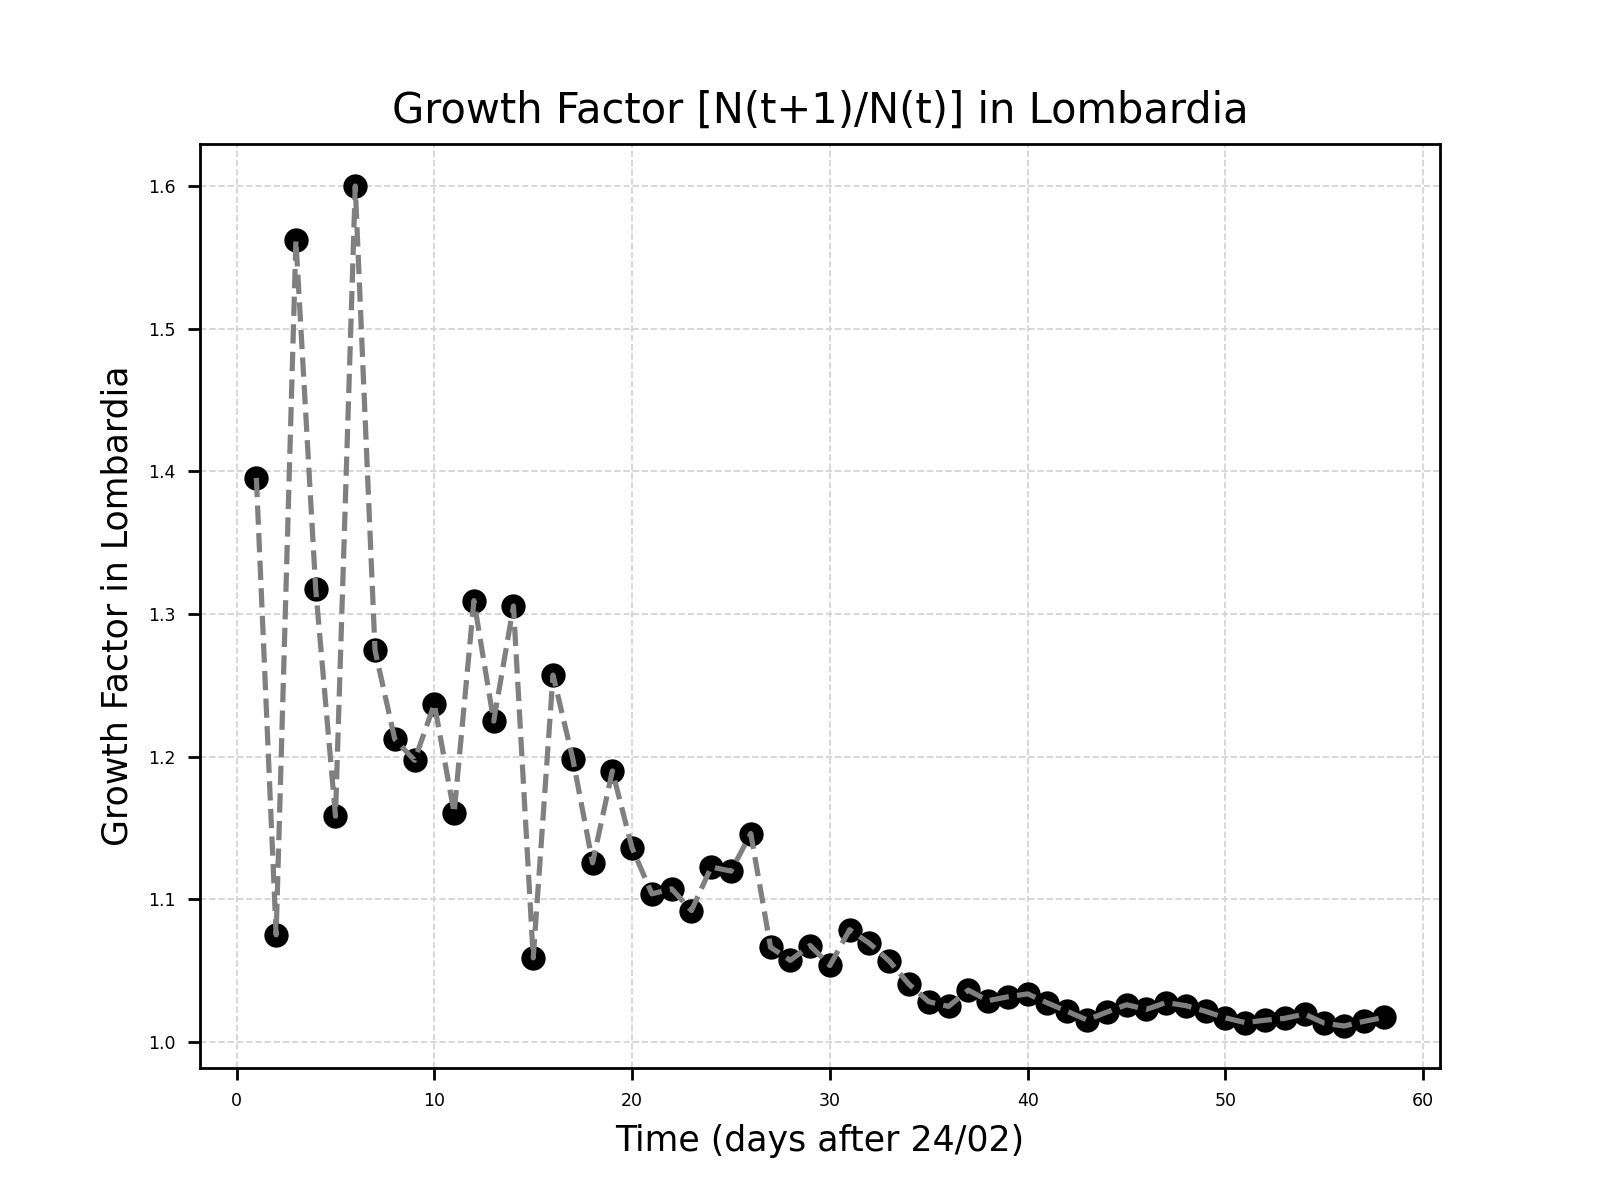 Growth Factor [N(t+1)/N(t)] in Lombardia
Growth Factor in Lombardia
1.6
1.5
1.4
1.3
1.2
1.1
1.0
0 10 20 30 40 50 60
Time (days after 24/02)